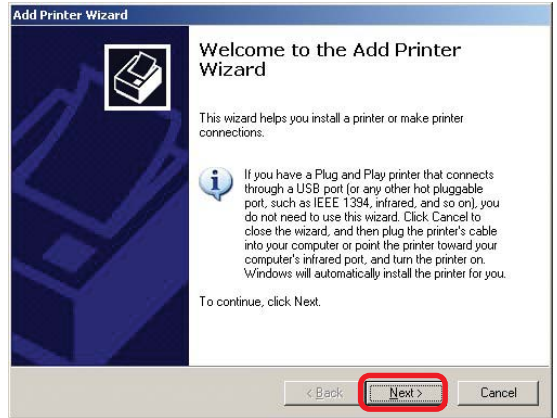 Add Printer Wizard
Welcome to the Add Printer
Wizard
This wizard helps you install a printer or make printer
connections.
If you have a Plug and Play printer that connects
through a USB port (or any other hot pluggable
port, such as IEEE 1394, infrared, and so on), you
do not need to use this wizard. Click Cancel to
close the wizard, and then plug the printer's cable
into your computer or point the printer toward your
computer's infrared port, and turn the printer on.
Windows will automatically install the printer for you.
To continue, click Next.
< Back Next > Cancel